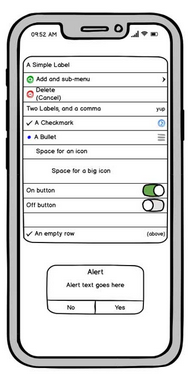 09:52 AM
A Simple Label
Add and sub-menu
Delete
(Cancel)
Two Labels, and a comma yup
A Checkmark
A Bullet
Space for an icon
Space for a big icon
On button
Off button
An empty row (above)
Alert
Alert text goes here
No Yes